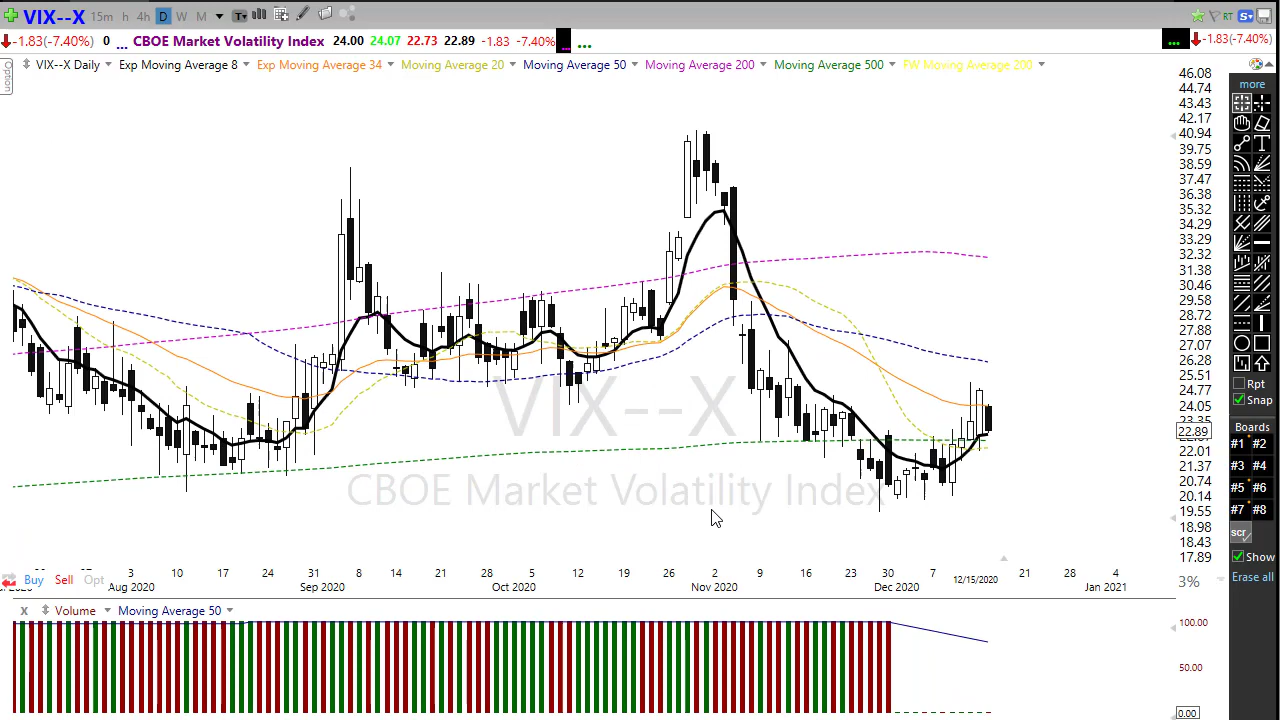 VIX--X 15m h 4h D W M T RT S
-1.83(-7.40%) 0 ... CBOE Market Volatility Index 24.00 24.07 22.73 22.89 -1.83 -7.40% ... ... ... -1.83(-7.40%)
VIX--X Daily Exp Moving Average 8 Exp Moving Average 34 Moving Average 20 Moving Average 50 Moving Average 200 Moving Average 500 FW Moving Average 200
Option
46.08
44.74
43.43
42.17
40.94
39.75
38.59
37.47
36.38
35.32
34.29
33.29
32.32
31.38
30.46
29.58
28.72
27.88
27.07
26.28
25.51
24.77
24.05
23.35
22.89
22.01
21.37
20.74
20.14
19.55
18.98
18.43
17.89
more
T
Rpt
Snap
Boards
#1 #2
#3 #4
#5 #6
#7 #8
scr
Show
Erase all
VIX--X
CBOE Market Volatility Index
3 10 17 24 31 8 14 21 28 5 12 19 26 2 9 16 23 30 7 12/15/2020 21 28 4
Aug 2020 Sep 2020 Oct 2020 Nov 2020 Dec 2020 Jan 2021
Buy Sell Opt
3%
x Volume Moving Average 50
100.00
50.00
0.00